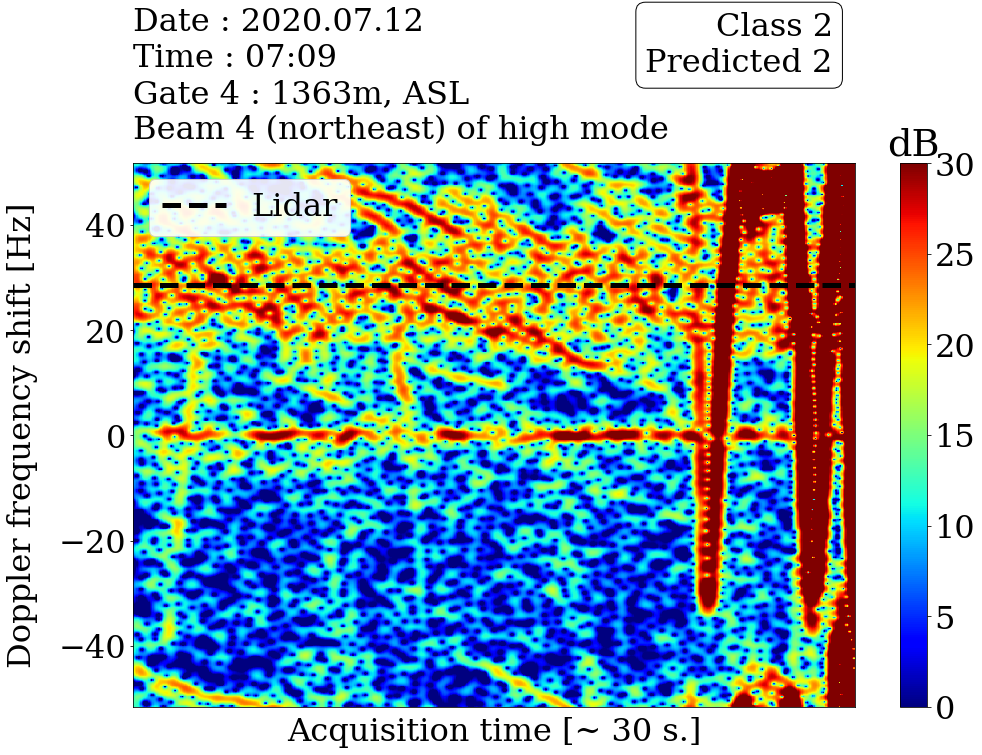 Date : 2020.07.12
Time : 07:09
Gate 4 : 1363m, ASL
Beam 4 (northeast) of high mode
Class 2
Predicted 2
dB
Lidar
Doppler frequency shift [Hz]
40
20
0
−20
−40
30
25
20
15
10
5
0
Acquisition time [~ 30 s.]